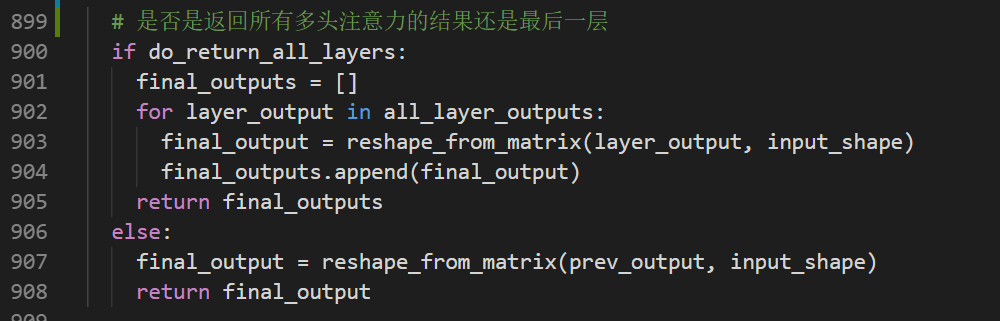 899 # 是否是返回所有多头注意力的结果还是最后一层
900 if do_return_all_layers:
901 final_outputs = []
902 for layer_output in all_layer_outputs:
903 final_output = reshape_from_matrix(layer_output, input_shape)
904 final_outputs.append(final_output)
905 return final_outputs
906 else:
907 final_output = reshape_from_matrix(prev_output, input_shape)
908 return final_output
909